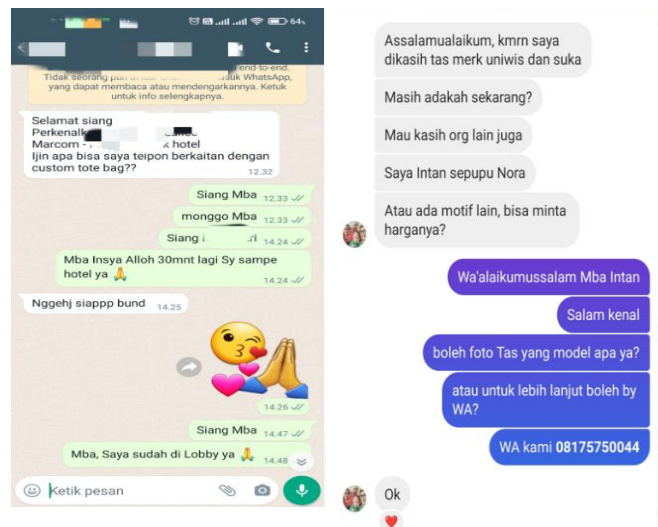 64%
end-to-end.
Tidak seorang pun di luar WhatsApp,
yang dapat membaca atau mendengarkannya. Ketuk
untuk info selengkapnya.
Selamat siang
Marcom - hotel
Ijin apa bisa saya teipon berkaitan dengan
custom tote bag??
12.32
Siang Mba 12.33
monggo Mba 12.33
Siang 14.24
Mba Insya Alloh 30mnt lagi Sy sampe
hotel ya 🙏
14.24
Nggehj siappp bund 14.25
14.26
Siang Mba 14.47
Mba, Saya sudah di Lobby ya 🙏 14.48
Ketik pesan
Assalamualaikum, kmrn saya
dikasih tas merk uniwis dan suka
Masih adakah sekarang?
Mau kasih org lain juga
Saya Intan sepupu Nora
Atau ada motif lain, bisa minta
harganya?
Wa'alaikumussalam Mba Intan
Salam kenal
boleh foto Tas yang model apa ya?
atau untuk lebih lanjut boleh by
WA?
WA kami 08175750044
Ok